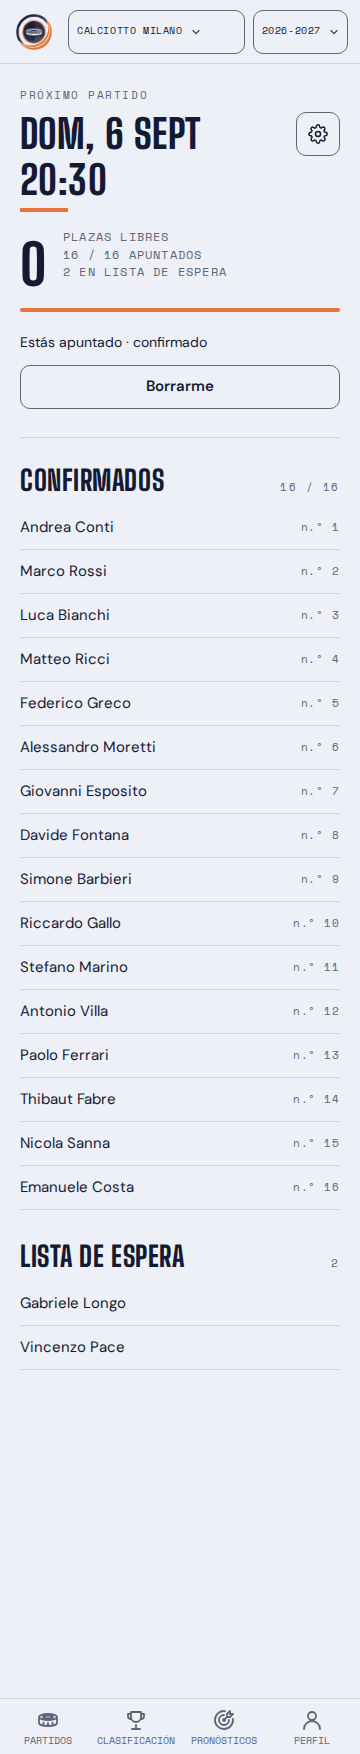 CALCIOTTO MILANO
2026-2027
PRÓXIMO PARTIDO
DOM, 6 SEPT
20:30
0
PLAZAS LIBRES
16 / 16 APUNTADOS
2 EN LISTA DE ESPERA
Estás apuntado · confirmado
Borrarme
CONFIRMADOS 16 / 16
Andrea Conti n.° 1
Marco Rossi n.° 2
Luca Bianchi n.° 3
Matteo Ricci n.° 4
Federico Greco n.° 5
Alessandro Moretti n.° 6
Giovanni Esposito n.° 7
Davide Fontana n.° 8
Simone Barbieri n.° 9
Riccardo Gallo n.° 10
Stefano Marino n.° 11
Antonio Villa n.° 12
Paolo Ferrari n.° 13
Thibaut Fabre n.° 14
Nicola Sanna n.° 15
Emanuele Costa n.° 16
LISTA DE ESPERA 2
Gabriele Longo
Vincenzo Pace
PARTIDOS CLASIFICACIÓN PRONÓSTICOS PERFIL